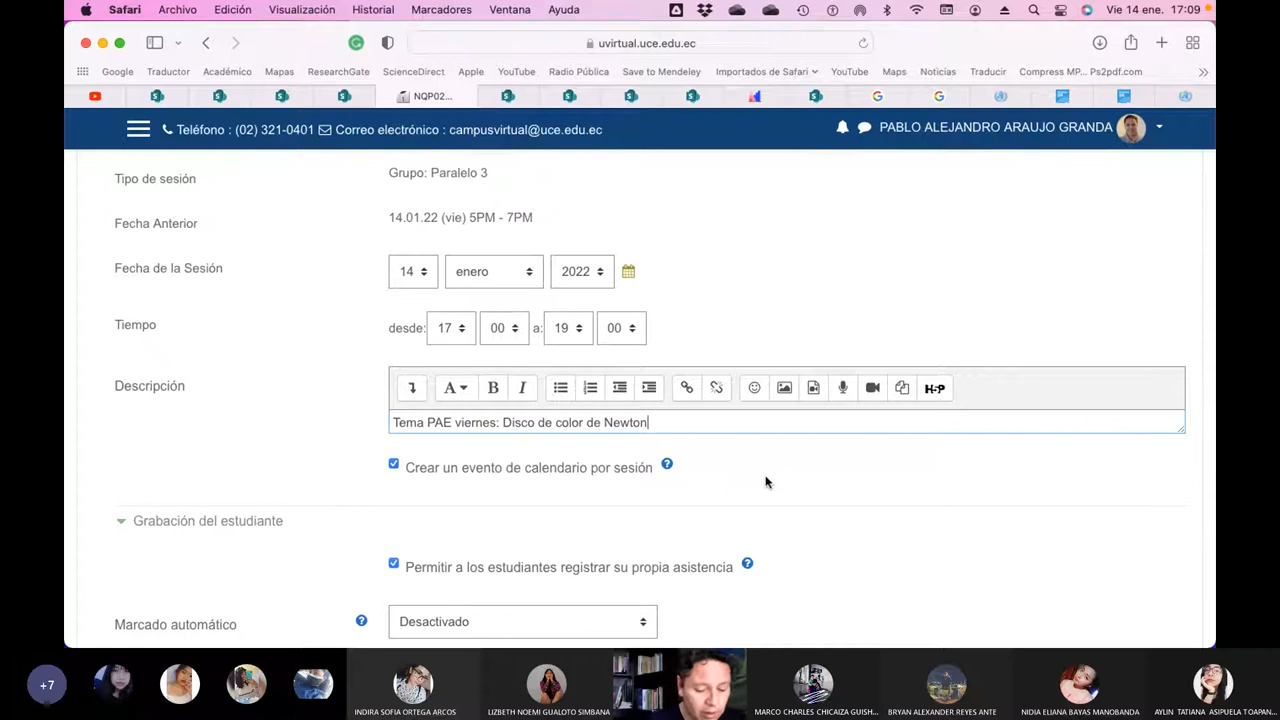 Safari Archivo Edición Visualización Historial Marcadores Ventana Ayuda Vie 14 ene. 17:09
uvirtual.uce.edu.ec
Google Traductor Académico Mapas ResearchGate ScienceDirect Apple YouTube Radio Pública Save to Mendeley Importados de Safari YouTube Maps Noticias Traducir Compress MP... Ps2pdf.com
NQP02...
Teléfono : (02) 321-0401 Correo electrónico : campusvirtual@uce.edu.ec PABLO ALEJANDRO ARAUJO GRANDA
Tipo de sesión Grupo: Paralelo 3
Fecha Anterior 14.01.22 (vie) 5PM - 7PM
Fecha de la Sesión 14 enero 2022
Tiempo desde: 17 00 a: 19 00
Descripción
A B I H-P
Tema PAE viernes: Disco de color de Newton
Crear un evento de calendario por sesión
Grabación del estudiante
Permitir a los estudiantes registrar su propia asistencia
Marcado automático Desactivado
+7
INDIRA SOFIA ORTEGA ARCOS LIZBETH NOEMI GUALOTO SIMBANA MARCO CHARLES CHICAIZA GUISH... BRYAN ALEXANDER REYES ANTE NIDIA ELIANA BAYAS MANOBANDA AYLIN TATIANA ASIPUELA TOAPAN...